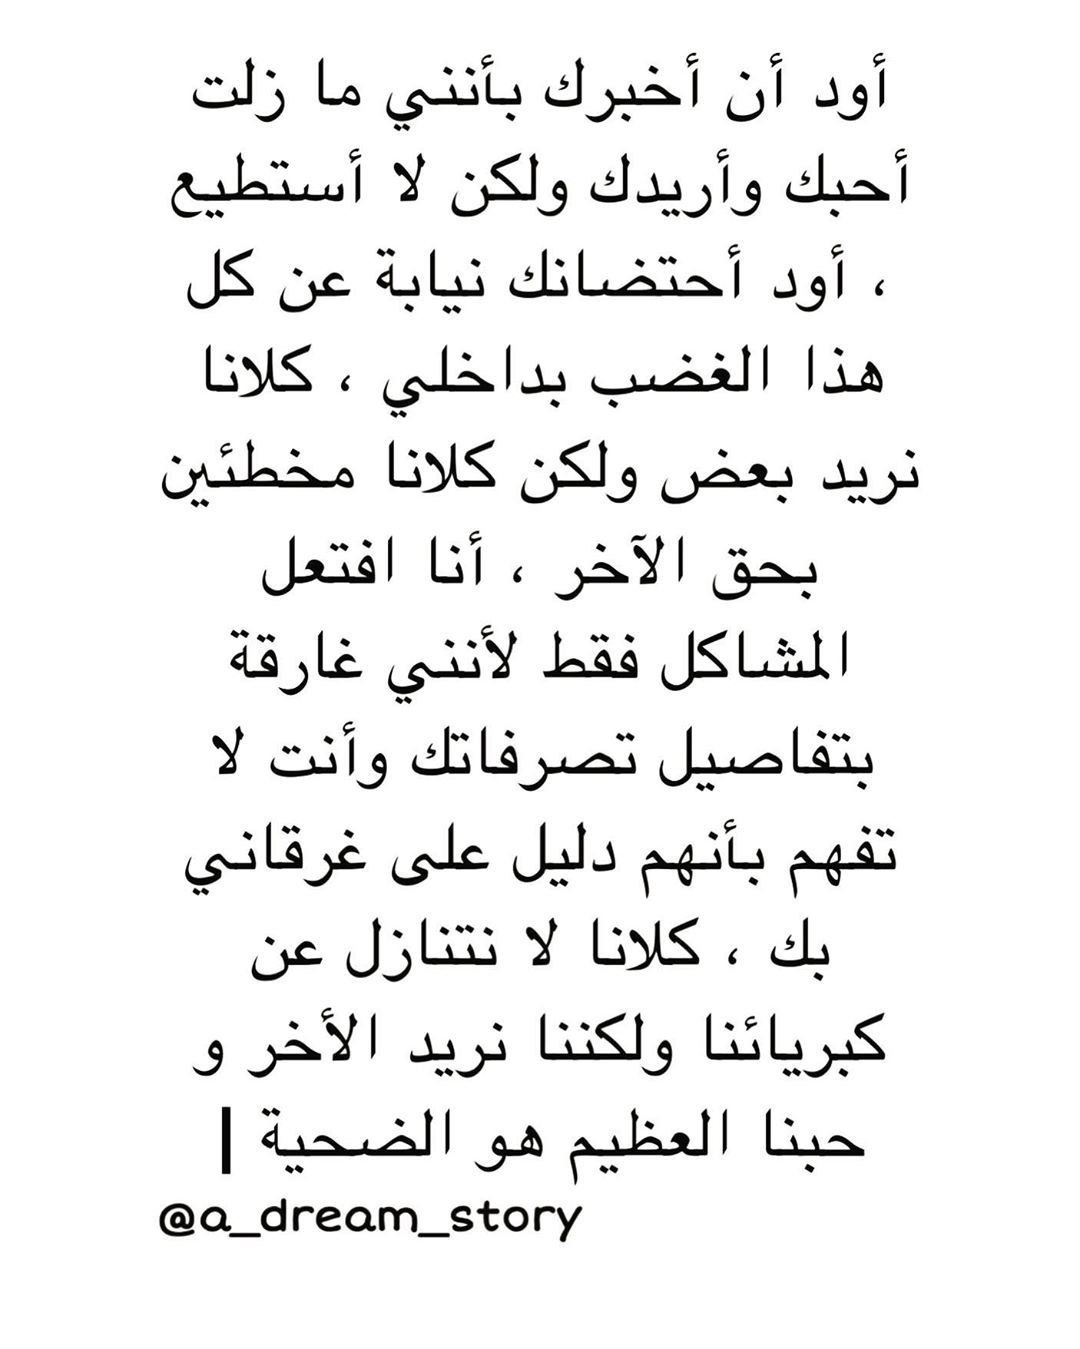 أود أن أخبرك بأنني ما زلت
أحبك وأريدك ولكن لا أستطيع
، أود أحتضانك نيابة عن كل
هذا الغضب بداخلي ، كلانا
نريد بعض ولكن كلانا مخطئين
بحق الآخر ، أنا افتعل
المشاكل فقط لأنني غارقة
بتفاصيل تصرفاتك وأنت لا
تفهم بأنهم دليل على غرقاني
بك ، كلانا لا نتنازل عن
كبريائنا ولكننا نريد الأخر و
حبنا العظيم هو الضحية |
@a_dream_story